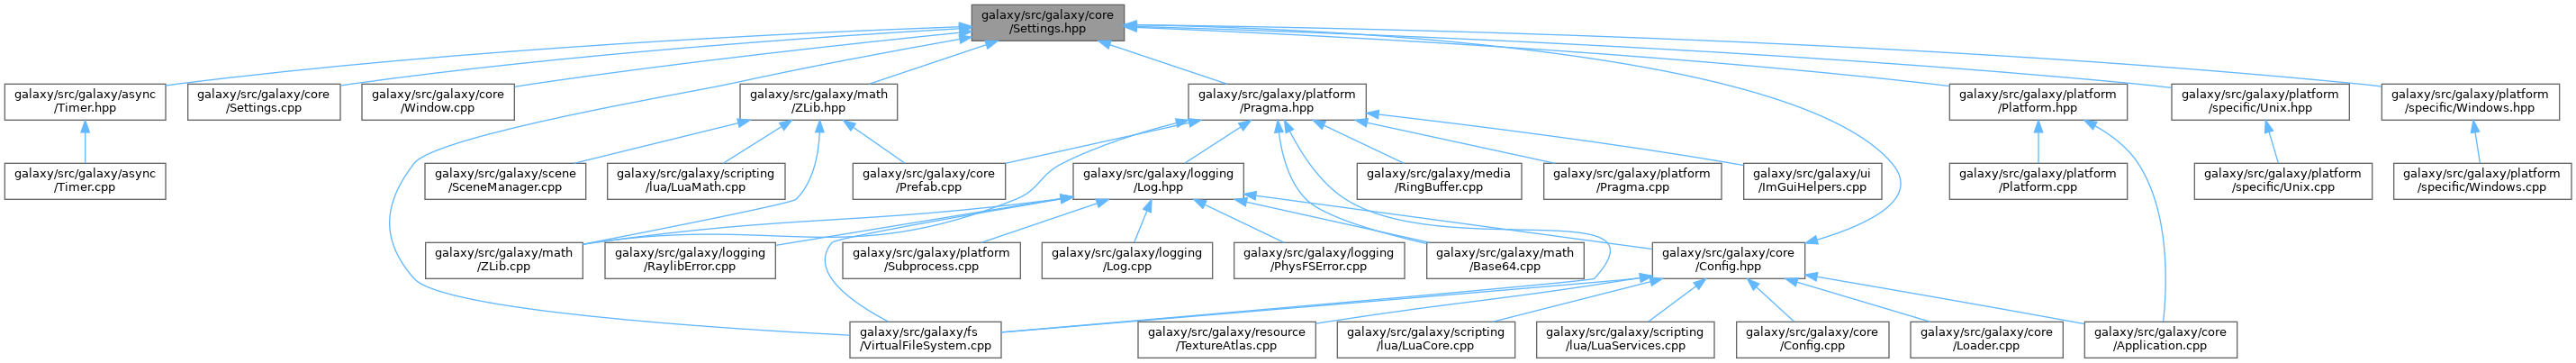 galaxy/src/galaxy/core
/Settings.hpp
galaxy/src/galaxy/async
/Timer.hpp
galaxy/src/galaxy/core
/Settings.cpp
galaxy/src/galaxy/core
/Window.cpp
galaxy/src/galaxy/math
/ZLib.hpp
galaxy/src/galaxy/platform
/Pragma.hpp
galaxy/src/galaxy/platform
/Platform.hpp
galaxy/src/galaxy/platform
/specific/Unix.hpp
galaxy/src/galaxy/platform
/specific/Windows.hpp
galaxy/src/galaxy/async
/Timer.cpp
galaxy/src/galaxy/scene
/SceneManager.cpp
galaxy/src/galaxy/scripting
/lua/LuaMath.cpp
galaxy/src/galaxy/core
/Prefab.cpp
galaxy/src/galaxy/logging
/Log.hpp
galaxy/src/galaxy/media
/RingBuffer.cpp
galaxy/src/galaxy/platform
/Pragma.cpp
galaxy/src/galaxy/ui
/ImGuiHelpers.cpp
galaxy/src/galaxy/platform
/Platform.cpp
galaxy/src/galaxy/platform
/specific/Unix.cpp
galaxy/src/galaxy/platform
/specific/Windows.cpp
galaxy/src/galaxy/math
/ZLib.cpp
galaxy/src/galaxy/logging
/RaylibError.cpp
galaxy/src/galaxy/platform
/Subprocess.cpp
galaxy/src/galaxy/logging
/Log.cpp
galaxy/src/galaxy/logging
/PhysFSError.cpp
galaxy/src/galaxy/math
/Base64.cpp
galaxy/src/galaxy/core
/Config.hpp
galaxy/src/galaxy/fs
/VirtualFileSystem.cpp
galaxy/src/galaxy/resource
/TextureAtlas.cpp
galaxy/src/galaxy/scripting
/lua/LuaCore.cpp
galaxy/src/galaxy/scripting
/lua/LuaServices.cpp
galaxy/src/galaxy/core
/Config.cpp
galaxy/src/galaxy/core
/Loader.cpp
galaxy/src/galaxy/core
/Application.cpp